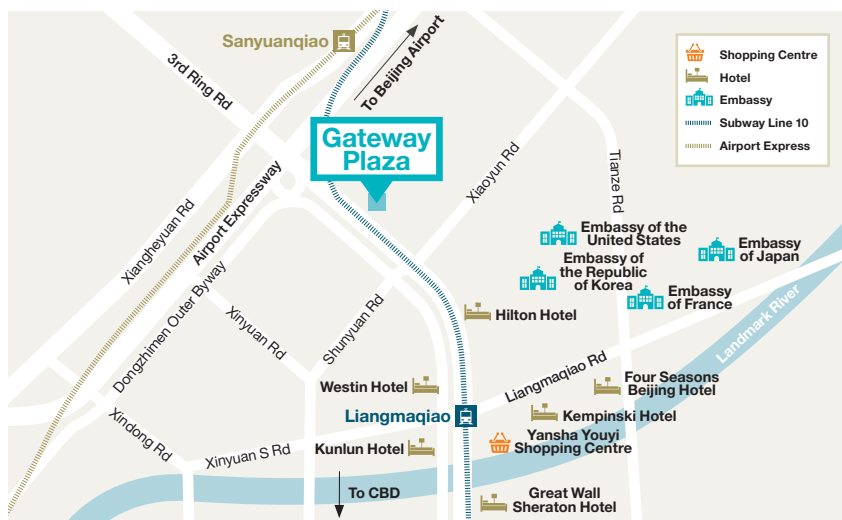 Sanyuanqiao
3rd Ring Rd
To Beijing Airport
Gateway
Plaza
Shopping Centre
Hotel
Embassy
Subway Line 10
Airport Express
Xiaoyun Rd
Tianze Rd
Airport Expressway
Xiangheyuan Rd
Dongzhimen Outer Byway
Embassy of the
United States
Embassy
of Japan
Embassy of
the Republic
of Korea
Embassy
of France
Landmark River
Xinyuan Rd
Shunyuan Rd
Hilton Hotel
Liangmaqiao Rd
Westin Hotel
Four Seasons
Beijing Hotel
Liangmaqiao
Kempinski Hotel
Xindong Rd
Xinyuan S Rd
Kunlun Hotel
Yansha Youyi
Shopping Centre
To CBD
Great Wall
Sheraton Hotel